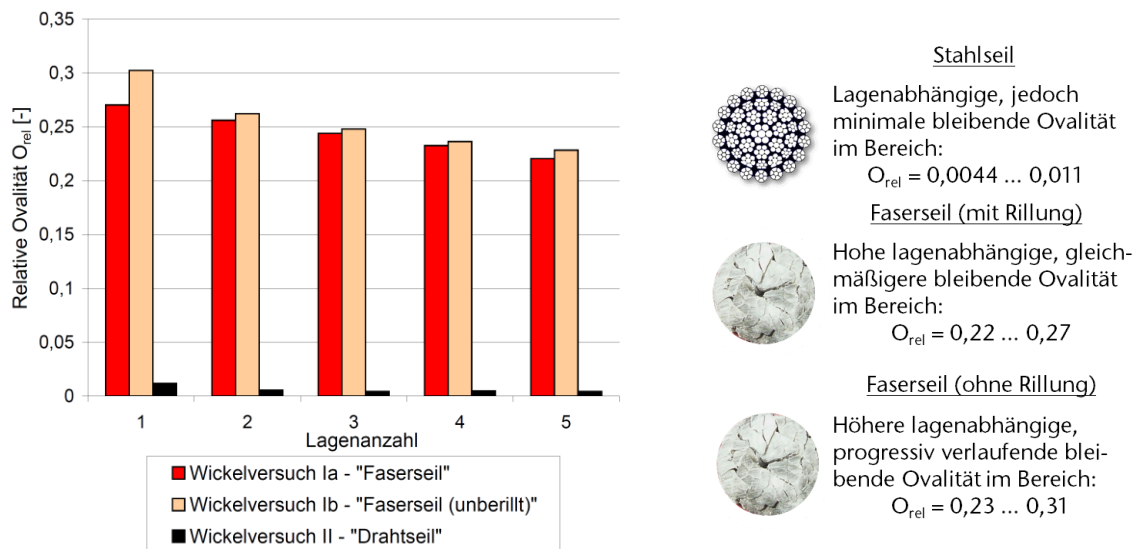 0,35
0,3
0,25
0,2
0,15
0,1
0,05
0
Relative Ovalität O_rel [-]
1 2 3 4 5
Lagenanzahl
Wickelversuch Ia - "Faserseil"
Wickelversuch Ib - "Faserseil (unberillt)"
Wickelversuch II - "Drahtseil"
Stahlseil
Lagenabhängige, jedoch
minimale bleibende Ovalität
im Bereich:
O_rel = 0,0044 ... 0,011
Faserseil (mit Rillung)
Hohe lagenabhängige, gleich-
mäßigere bleibende Ovalität
im Bereich:
O_rel = 0,22 ... 0,27
Faserseil (ohne Rillung)
Höhere lagenabhängige,
progressiv verlaufende blei-
bende Ovalität im Bereich:
O_rel = 0,23 ... 0,31